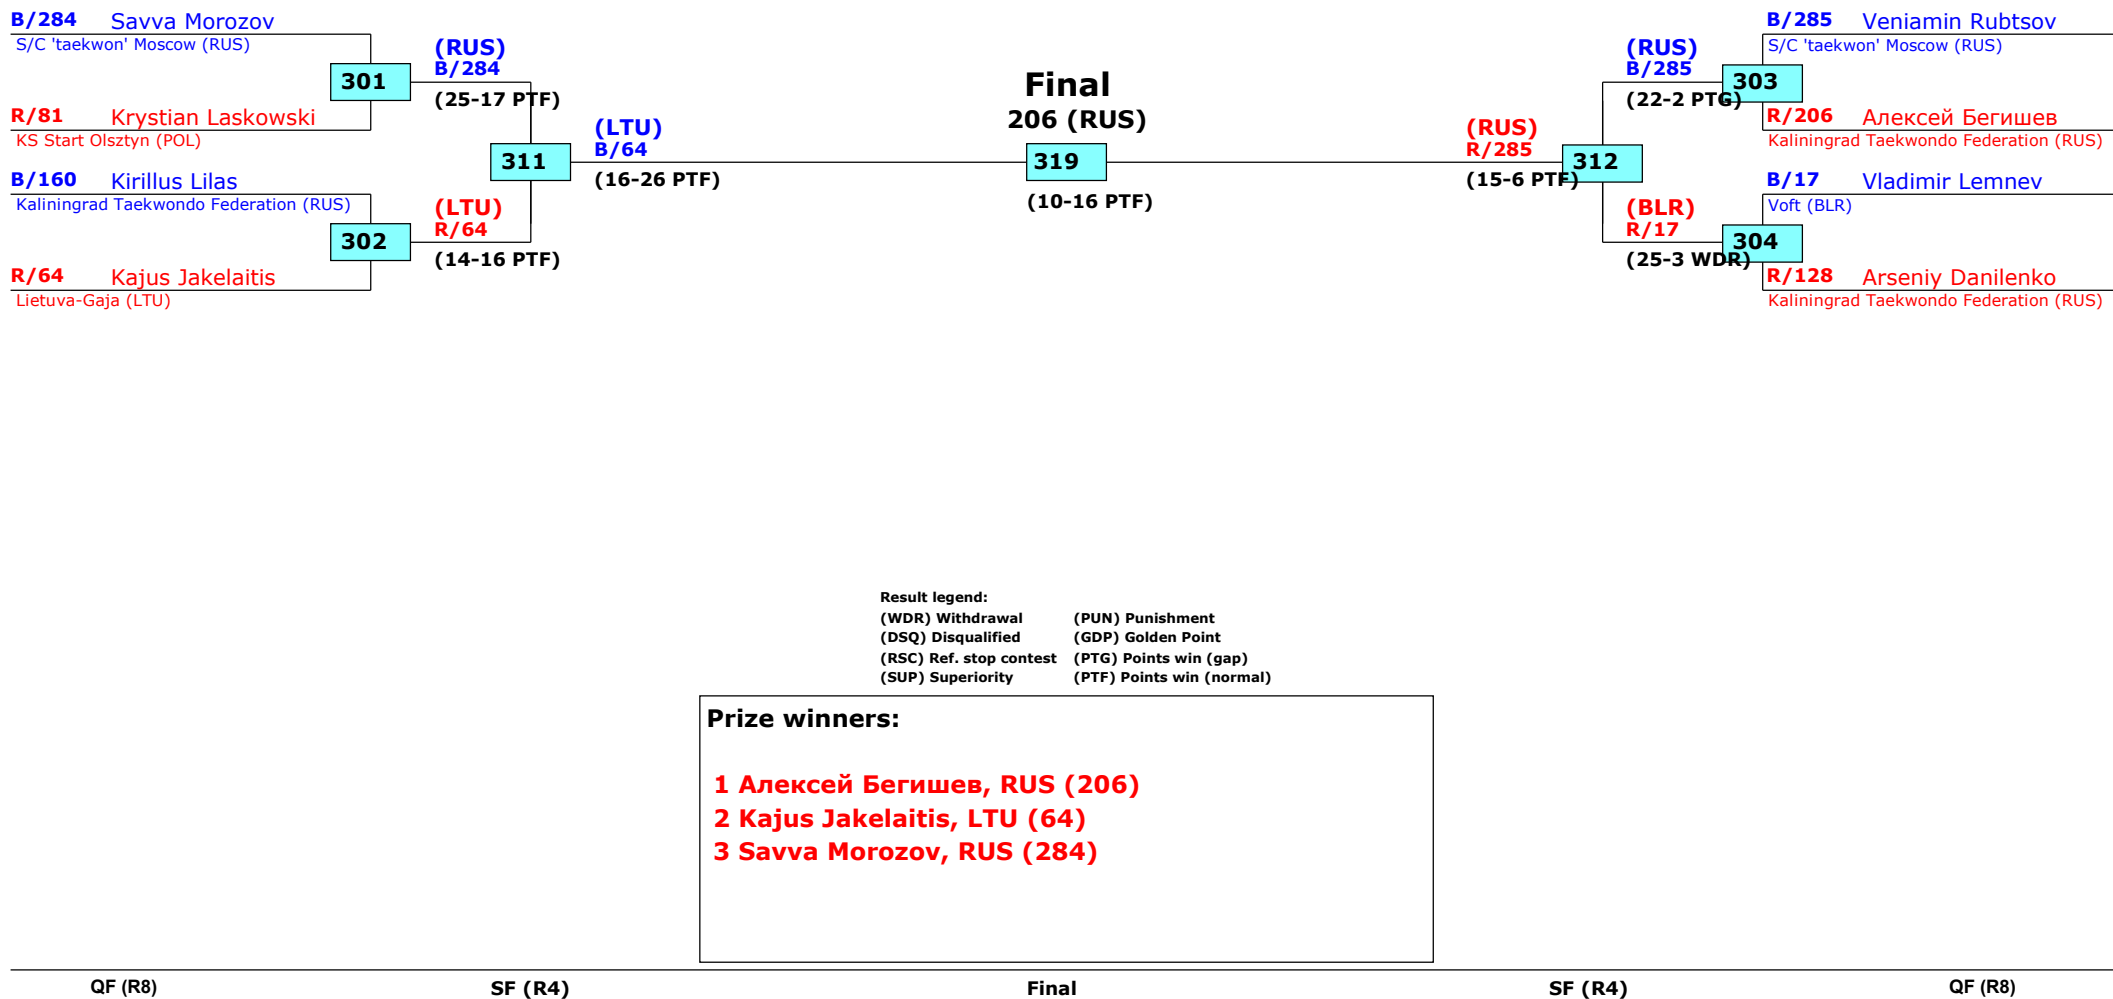 B/284 Savva Morozov
S/C 'taekwon' Moscow (RUS)
301
R/81 Krystian Laskowski
KS Start Olsztyn (POL)
B/160 Kirillus Lilas
Kaliningrad Taekwondo Federation (RUS)
302
R/64 Kajus Jakelaitis
Lietuva-Gaja (LTU)
(RUS)
B/284
(25-17 PTF)
311
(LTU)
R/64
(14-16 PTF)
(LTU)
B/64
(16-26 PTF)
Final
206 (RUS)
319
(10-16 PTF)
(RUS)
R/285
(15-6 PTF)
312
(RUS)
B/285
(22-2 PTG)
(BLR)
R/17
(25-3 WDR)
B/285 Veniamin Rubtsov
S/C 'taekwon' Moscow (RUS)
303
R/206 Алексей Бегишев
Kaliningrad Taekwondo Federation (RUS)
B/17 Vladimir Lemnev
Voft (BLR)
304
R/128 Arseniy Danilenko
Kaliningrad Taekwondo Federation (RUS)
Result legend:
(WDR) Withdrawal (PUN) Punishment
(DSQ) Disqualified (GDP) Golden Point
(RSC) Ref. stop contest (PTG) Points win (gap)
(SUP) Superiority (PTF) Points win (normal)
Prize winners:
1 Алексей Бегишев, RUS (206)
2 Kajus Jakelaitis, LTU (64)
3 Savva Morozov, RUS (284)
QF (R8) SF (R4) Final SF (R4) QF (R8)